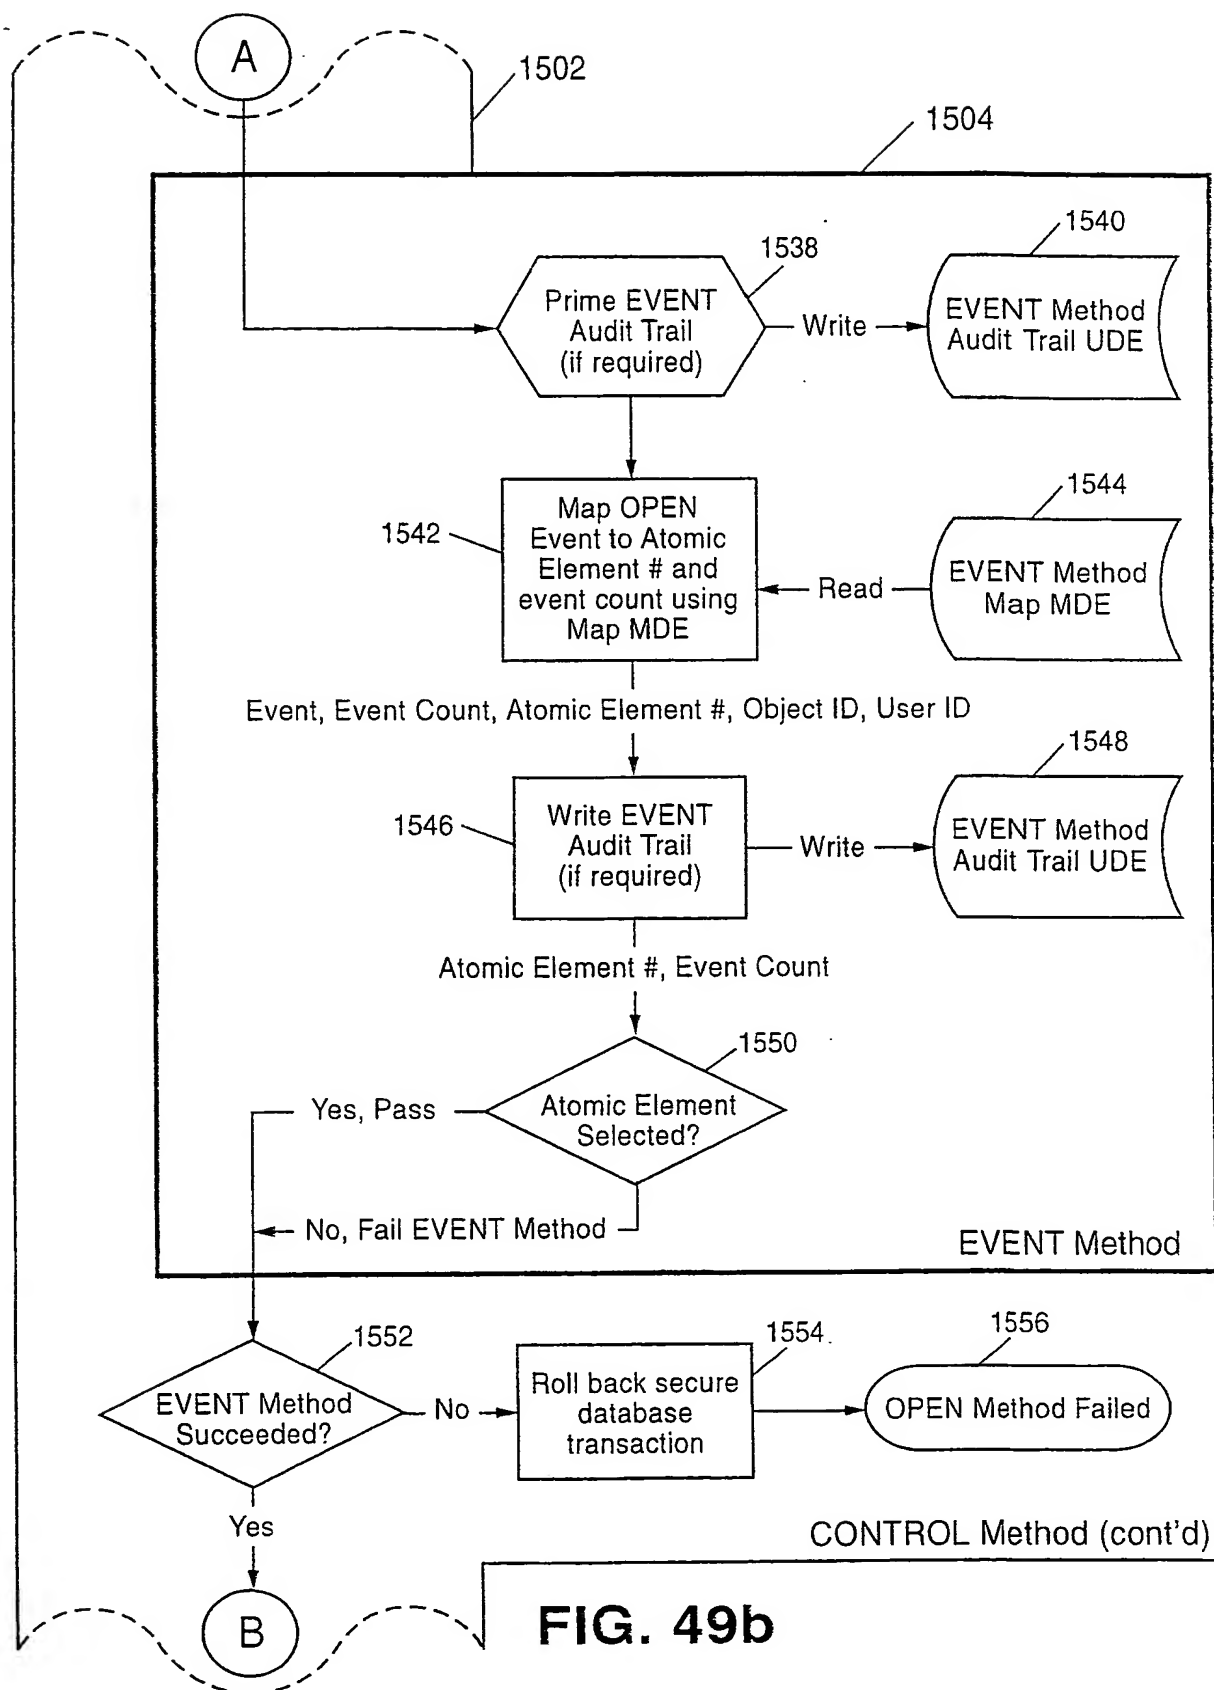 A
1502
1504
1540
1538
Prime EVENT
Audit Trail
(if required)
Write
EVENT Method
Audit Trail UDE
1544
1542
Map OPEN
Event to Atomic
Element # and
event count using
Map MDE
Read
EVENT Method
Map MDE
Event, Event Count, Atomic Element #, Object ID, User ID
1548
1546
Write EVENT
Audit Trail
(if required)
Write
EVENT Method
Audit Trail UDE
Atomic Element #, Event Count
1550
Yes, Pass
Atomic Element
Selected?
No, Fail EVENT Method
EVENT Method
1552
1554
1556
EVENT Method
Succeeded?
No
Roll back secure
database
transaction
OPEN Method Failed
Yes
CONTROL Method (cont'd)
B
FIG. 49b